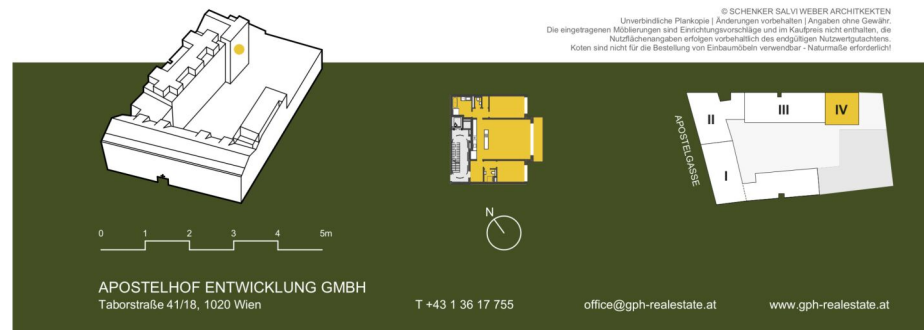 © SCHENKER SALVI WEBER ARCHITKEKTEN
Unverbindliche Plankopie | Änderungen vorbehalten | Angaben ohne Gewähr.
Die eingetragenen Möblierungen sind Einrichtungsvorschläge und im Kaufpreis nicht enthalten, die
Nutzflächenangaben erfolgen vorbehaltlich des endgültigen Nutzwertgutachtens.
Koten sind nicht für die Bestellung von Einbaumöbeln verwendbar - Naturmaße erforderlich!
II
III
IV
APOSTELGASSE
I
N
0 1 2 3 4 5m
APOSTELHOF ENTWICKLUNG GMBH
Taborstraße 41/18, 1020 Wien
T +43 1 36 17 755
office@gph-realestate.at
www.gph-realestate.at